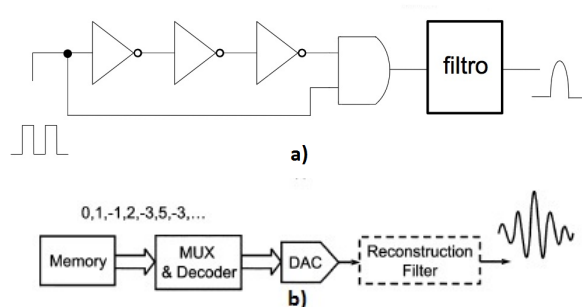 filtro
a)
0,1,-1,2,-3,5,-3,...
Memory
MUX
& Decoder
DAC
Reconstruction
Filter
b)